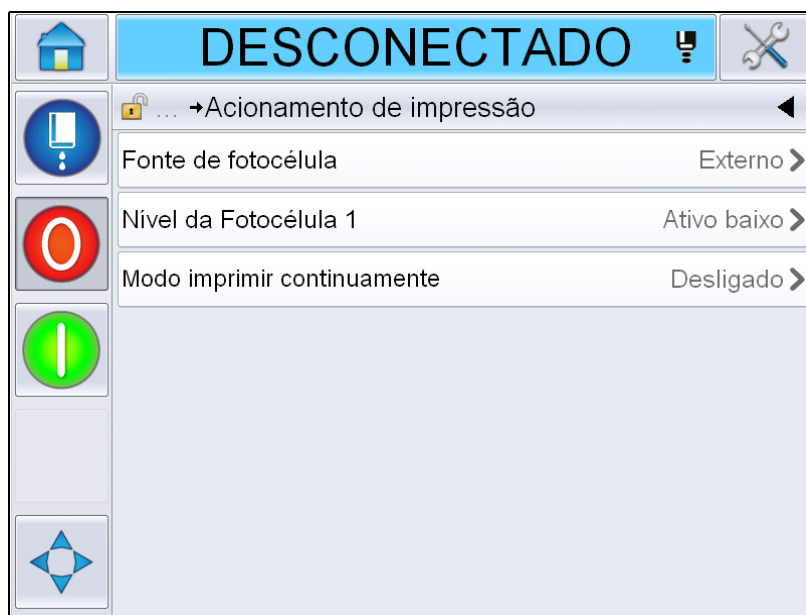 DESCONECTADO
... →Acionamento de impressão
Fonte de fotocélula Externo
Nível da Fotocélula 1 Ativo baixo
Modo imprimir continuamente Desligado